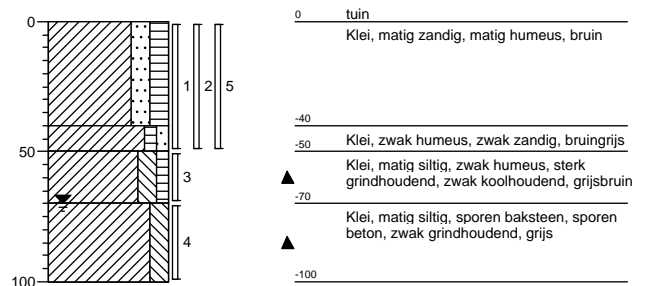 0
50
100
1
2
5
3
4
0 tuin
Klei, matig zandig, matig humeus, bruin
-40
Klei, zwak humeus, zwak zandig, bruingrijs
-50
Klei, matig siltig, zwak humeus, sterk
grindhoudend, zwak koolhoudend, grijsbruin
-70
Klei, matig siltig, sporen baksteen, sporen
beton, zwak grindhoudend, grijs
-100